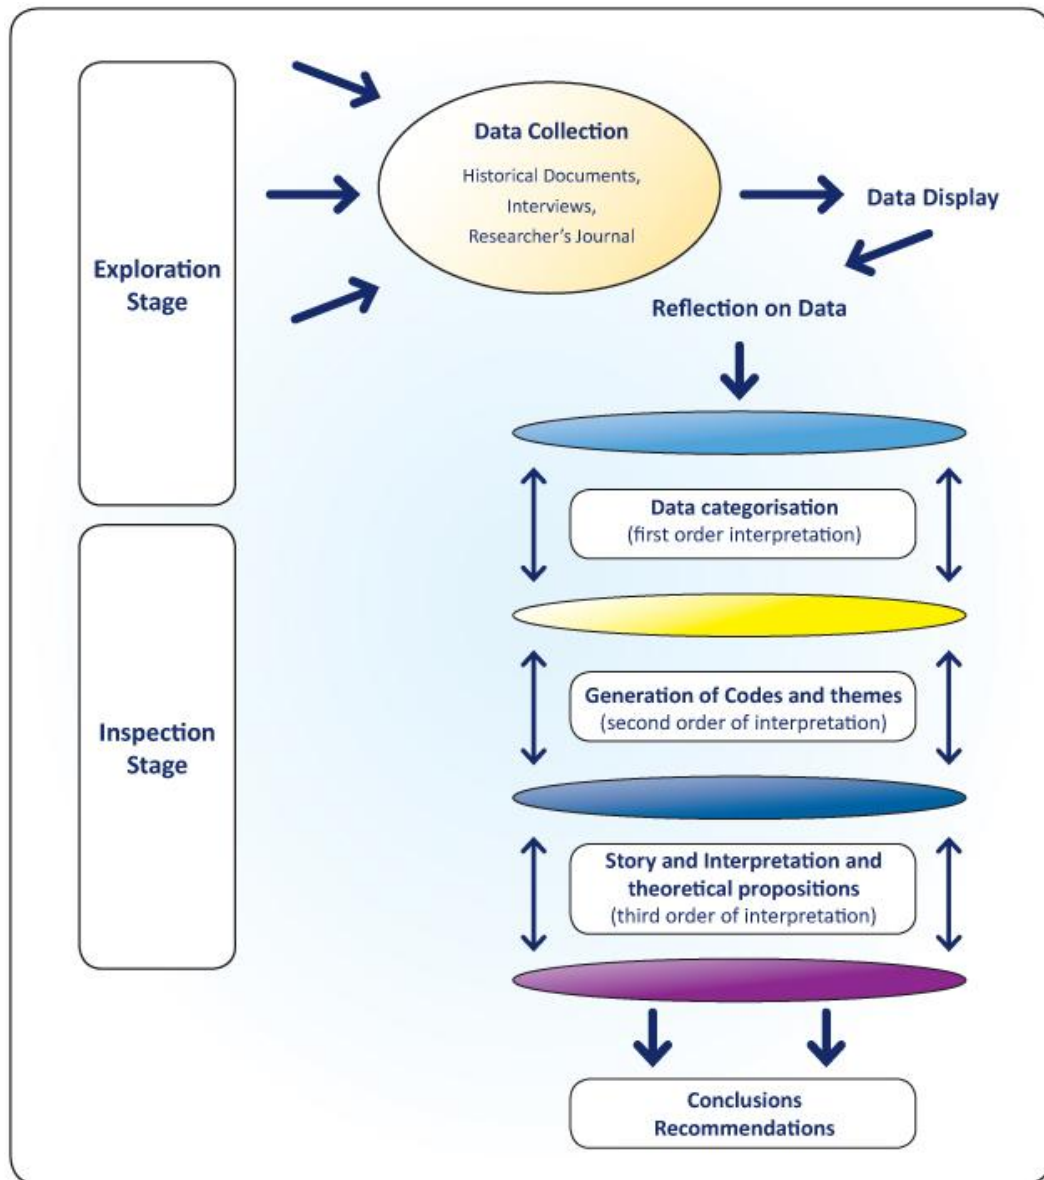 Exploration
Stage
Data Collection
Historical Documents,
Interviews,
Researcher's Journal
Data Display
Reflection on Data
Data categorisation
(first order interpretation)
Generation of Codes and themes
(second order of interpretation)
Inspection
Stage
Story and Interpretation and
theoretical propositions
(third order of interpretation)
Conclusions
Recommendations